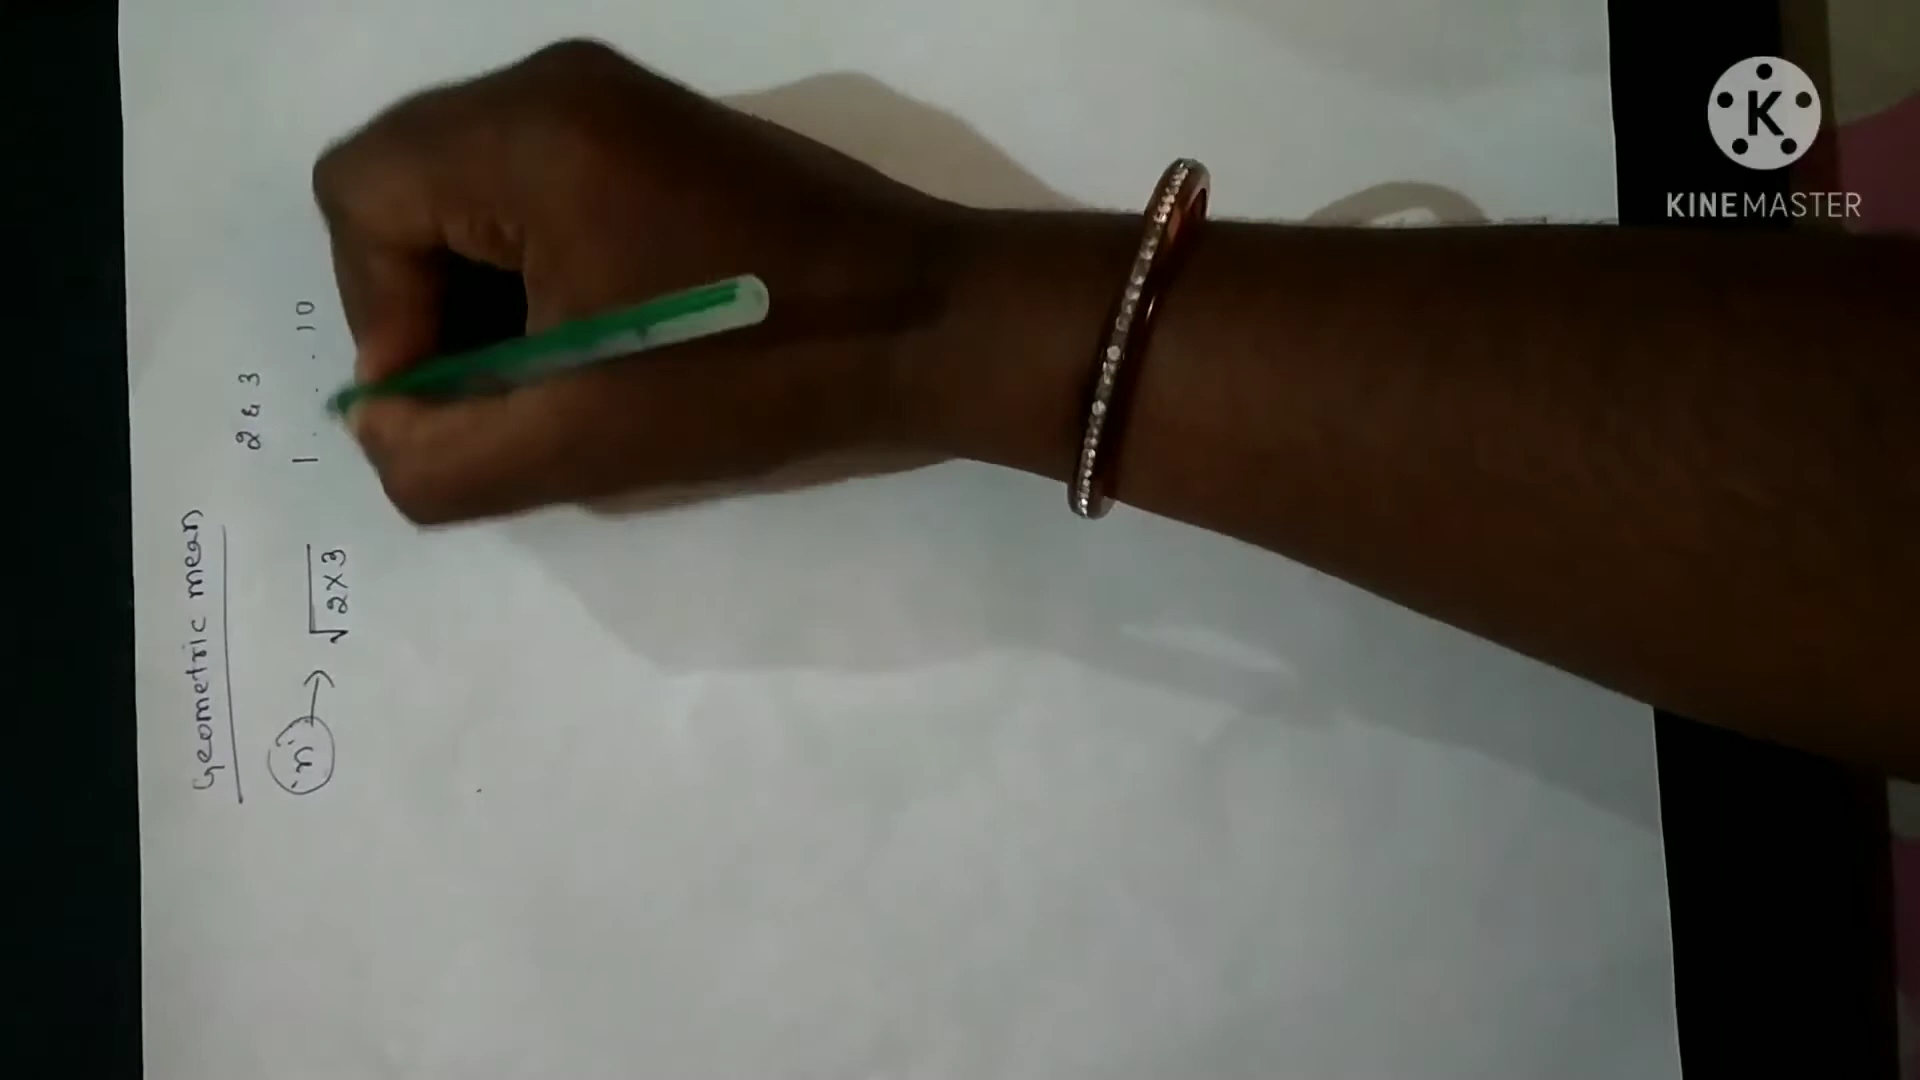 Geometric mean
2 & 3
'n' → √2×3
1 . . . . 10
KINEMASTER